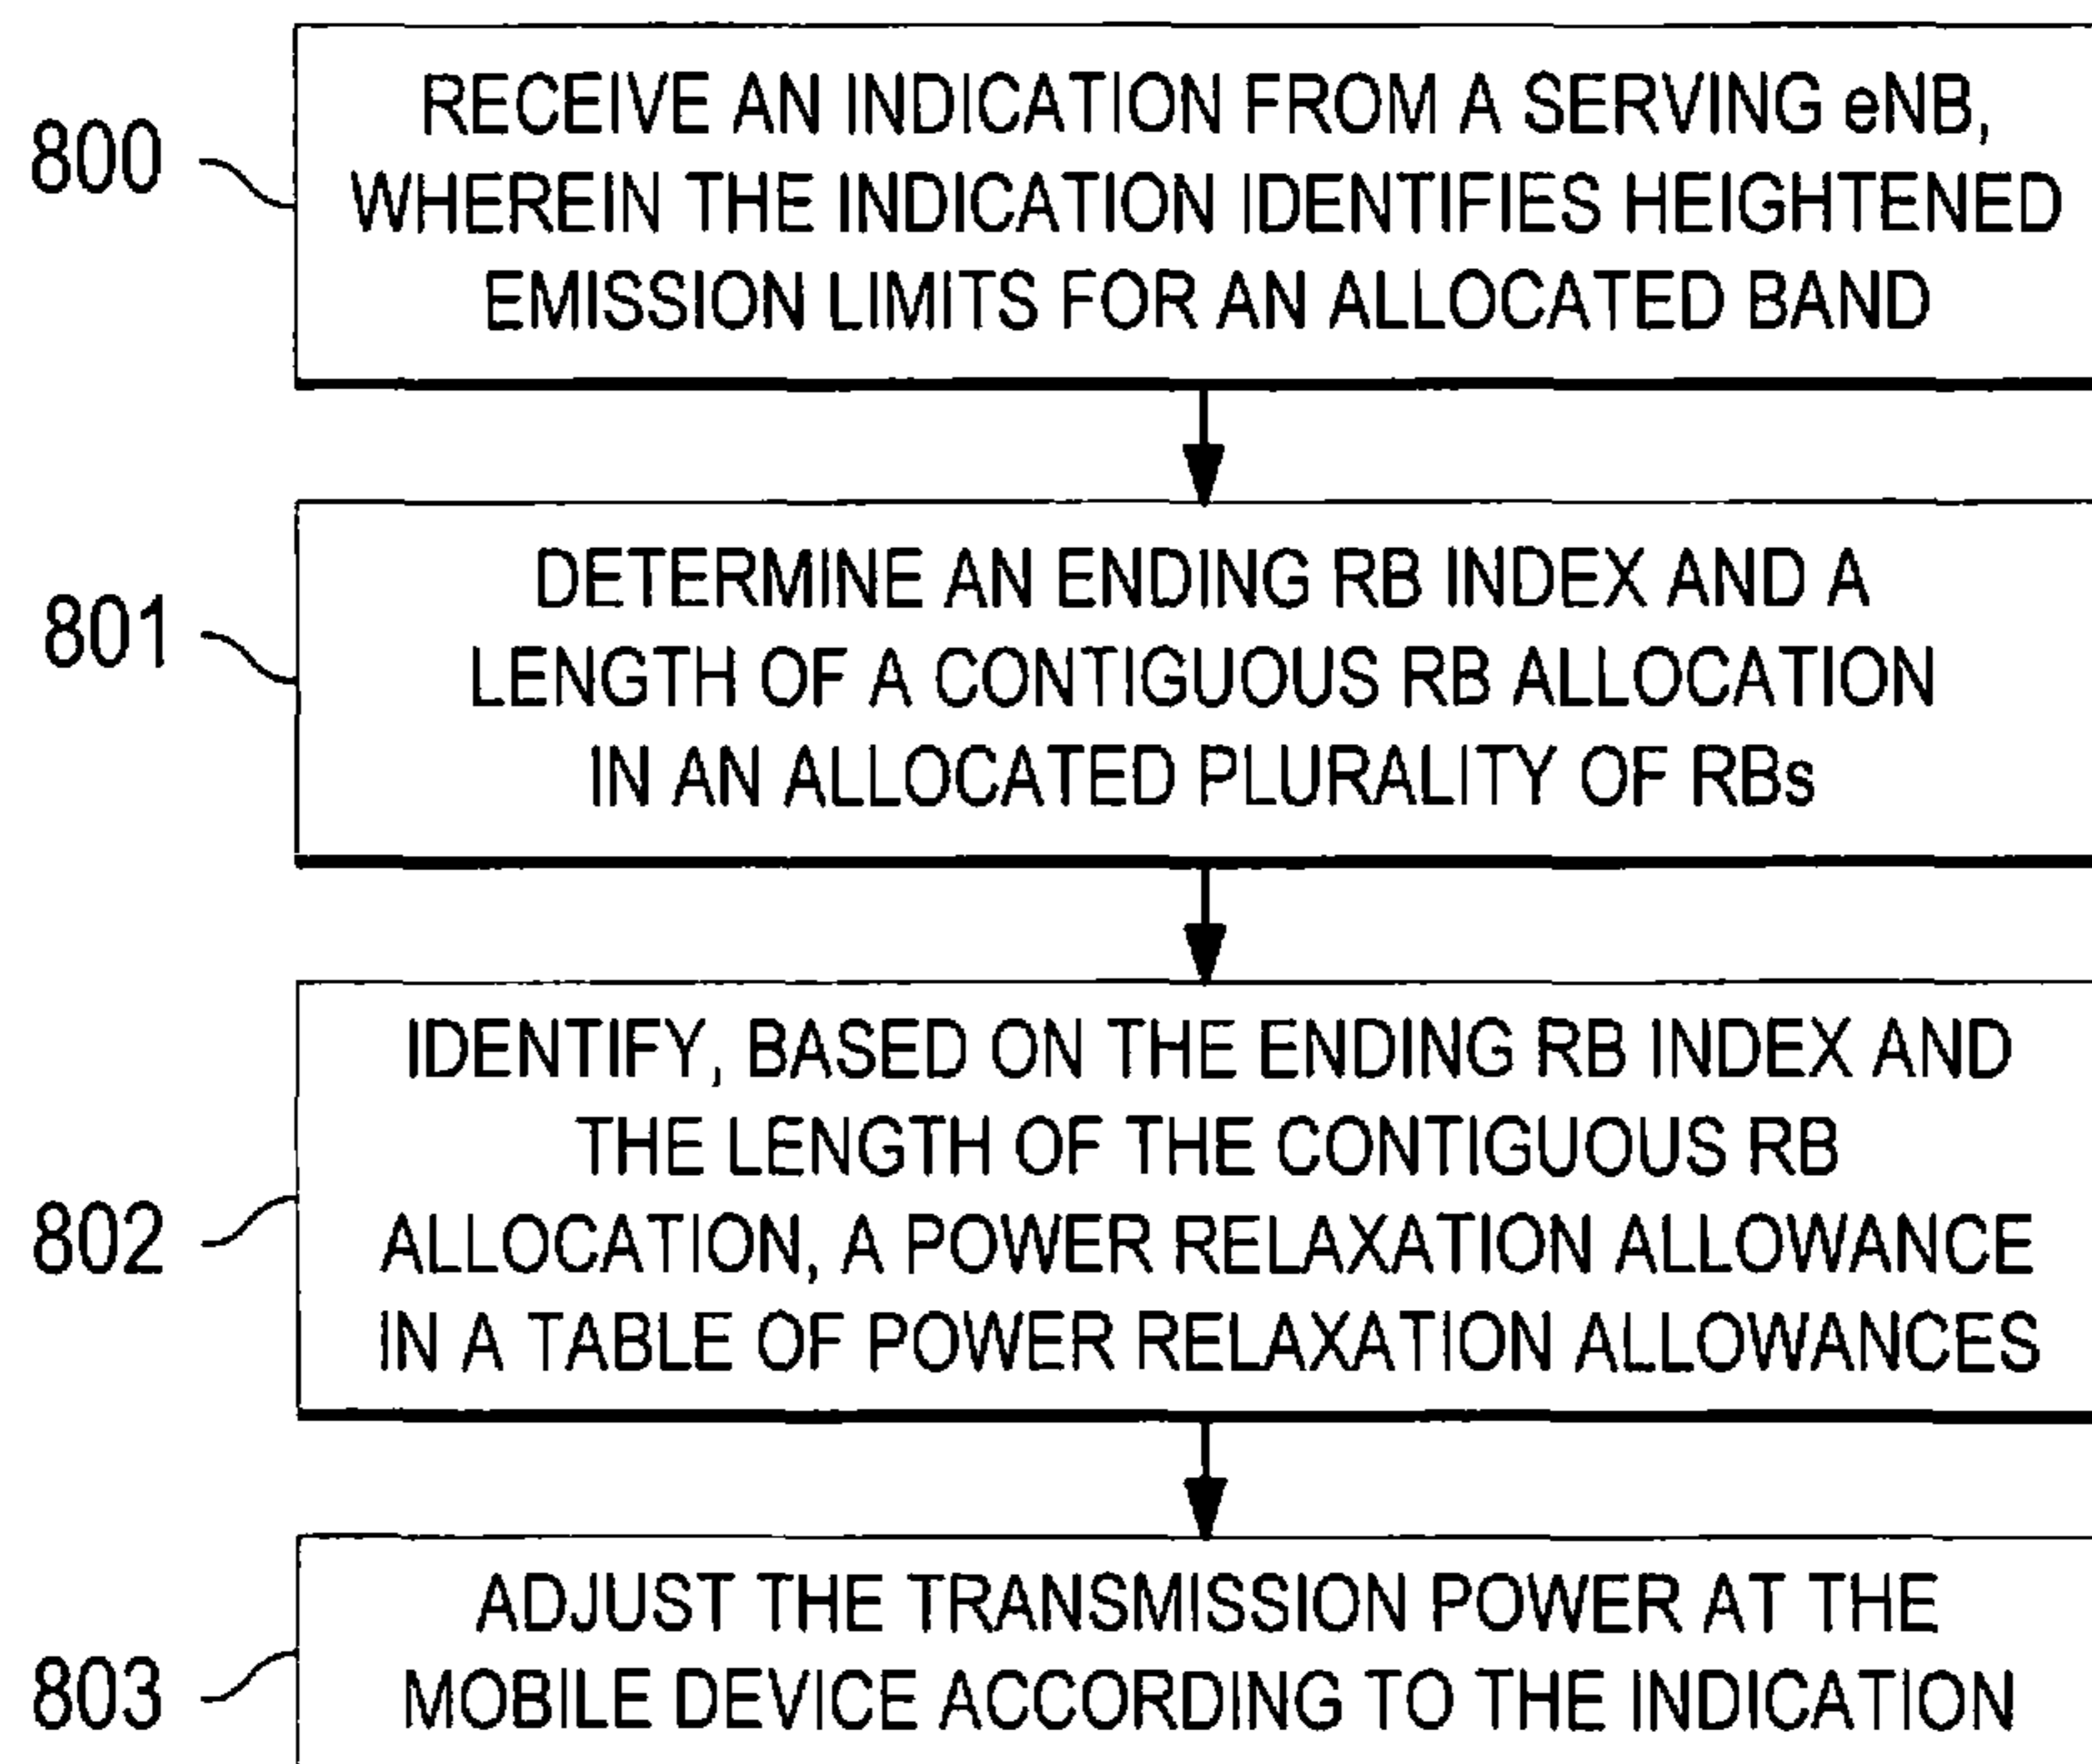 800
RECEIVE AN INDICATION FROM A SERVING eNB,
WHEREIN THE INDICATION IDENTIFIES HEIGHTENED
EMISSION LIMITS FOR AN ALLOCATED BAND
801
DETERMINE AN ENDING RB INDEX AND A
LENGTH OF A CONTIGUOUS RB ALLOCATION
IN AN ALLOCATED PLURALITY OF RBs
802
IDENTIFY, BASED ON THE ENDING RB INDEX AND
THE LENGTH OF THE CONTIGUOUS RB
ALLOCATION, A POWER RELAXATION ALLOWANCE
IN A TABLE OF POWER RELAXATION ALLOWANCES
803
ADJUST THE TRANSMISSION POWER AT THE
MOBILE DEVICE ACCORDING TO THE INDICATION